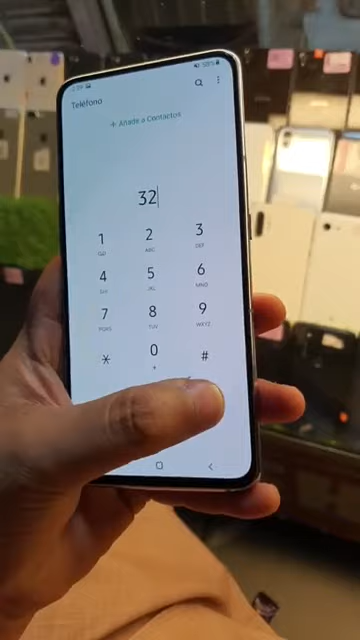 Teléfono
+ Añade a Contactos
32
1 2 3
ABC DEF
4 5 6
GHI JKL MNO
7 8 9
PQRS TUV WXYZ
* 0 #
+